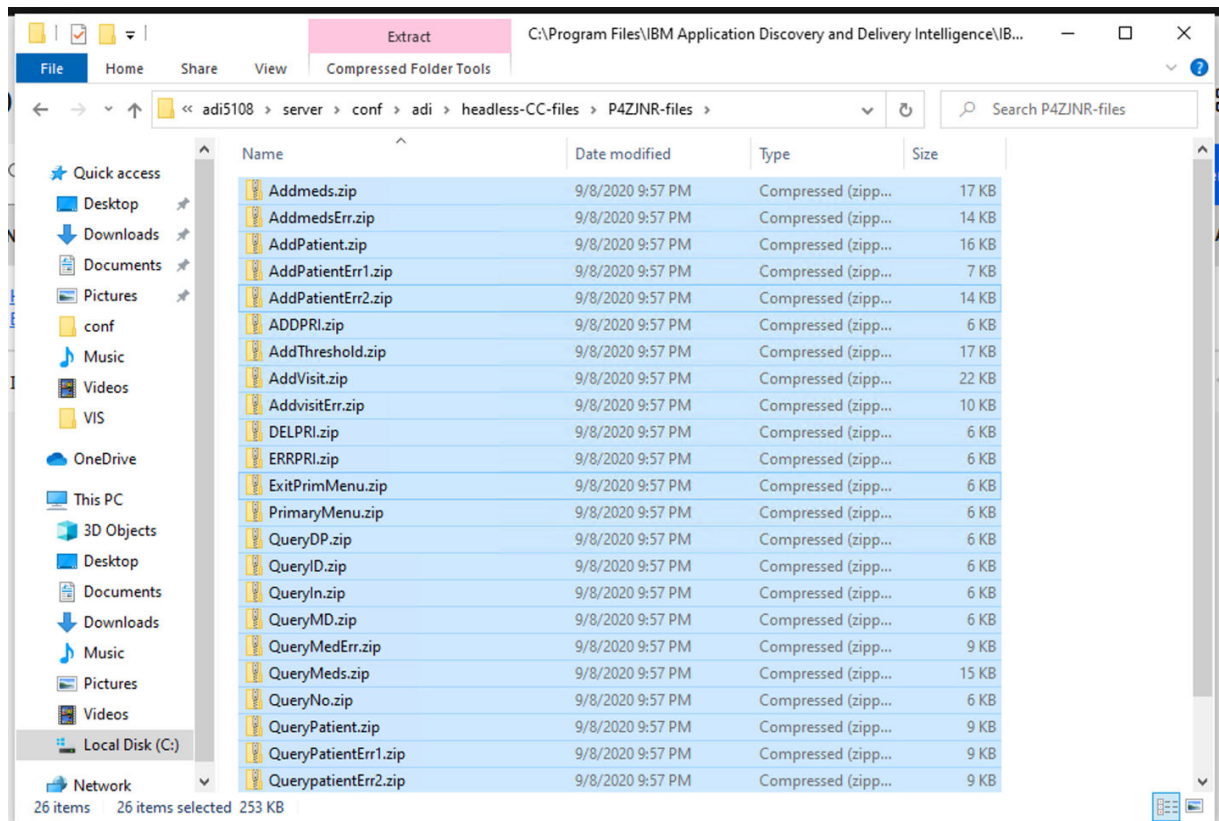 Extract
C:\Program Files\IBM Application Discovery and Delivery Intelligence\IB...
File Home Share View Compressed Folder Tools
« adi5108 › server › conf › adi › headless-CC-files › P4ZJNR-files ›
Search P4ZJNR-files
Name Date modified Type Size
Quick access
Desktop
Downloads
Documents
Pictures
conf
Music
Videos
VIS
OneDrive
This PC
3D Objects
Desktop
Documents
Downloads
Music
Pictures
Videos
Local Disk (C:)
Network
Addmeds.zip 9/8/2020 9:57 PM Compressed (zipp... 17 KB
AddmedsErr.zip 9/8/2020 9:57 PM Compressed (zipp... 14 KB
AddPatient.zip 9/8/2020 9:57 PM Compressed (zipp... 16 KB
AddPatientErr1.zip 9/8/2020 9:57 PM Compressed (zipp... 7 KB
AddPatientErr2.zip 9/8/2020 9:57 PM Compressed (zipp... 14 KB
ADDPRI.zip 9/8/2020 9:57 PM Compressed (zipp... 6 KB
AddThreshold.zip 9/8/2020 9:57 PM Compressed (zipp... 17 KB
AddVisit.zip 9/8/2020 9:57 PM Compressed (zipp... 22 KB
AddvisitErr.zip 9/8/2020 9:57 PM Compressed (zipp... 10 KB
DELPRI.zip 9/8/2020 9:57 PM Compressed (zipp... 6 KB
ERRPRI.zip 9/8/2020 9:57 PM Compressed (zipp... 6 KB
ExitPrimMenu.zip 9/8/2020 9:57 PM Compressed (zipp... 6 KB
PrimaryMenu.zip 9/8/2020 9:57 PM Compressed (zipp... 6 KB
QueryDP.zip 9/8/2020 9:57 PM Compressed (zipp... 6 KB
QueryID.zip 9/8/2020 9:57 PM Compressed (zipp... 6 KB
QueryIn.zip 9/8/2020 9:57 PM Compressed (zipp... 6 KB
QueryMD.zip 9/8/2020 9:57 PM Compressed (zipp... 6 KB
QueryMedErr.zip 9/8/2020 9:57 PM Compressed (zipp... 9 KB
QueryMeds.zip 9/8/2020 9:57 PM Compressed (zipp... 15 KB
QueryNo.zip 9/8/2020 9:57 PM Compressed (zipp... 6 KB
QueryPatient.zip 9/8/2020 9:57 PM Compressed (zipp... 9 KB
QueryPatientErr1.zip 9/8/2020 9:57 PM Compressed (zipp... 9 KB
QuerypatientErr2.zip 9/8/2020 9:57 PM Compressed (zipp... 9 KB
26 items 26 items selected 253 KB